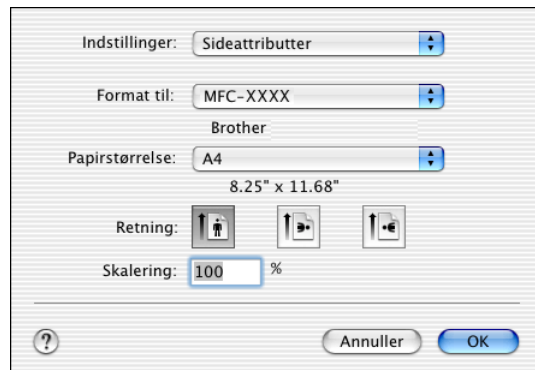 Indstillinger: Sideattributter
Format til: MFC-XXXX
Brother
Papirstørrelse: A4
8.25" x 11.68"
Retning:
Skalering: 100 %
? Annuller OK